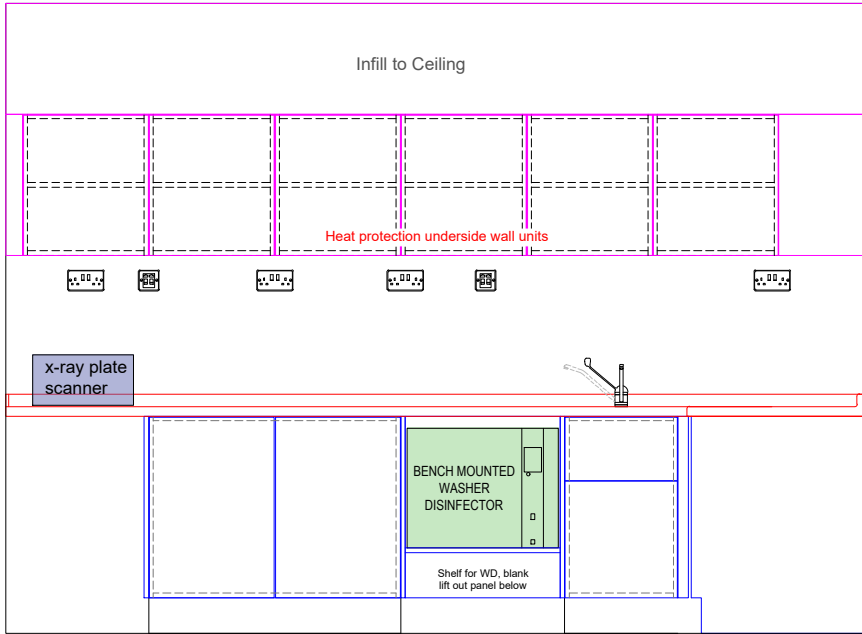 Infill to Ceiling
Heat protection underside wall units
x-ray plate
scanner
BENCH MOUNTED
WASHER
DISINFECTOR
Shelf for WD, blank
lift out panel below